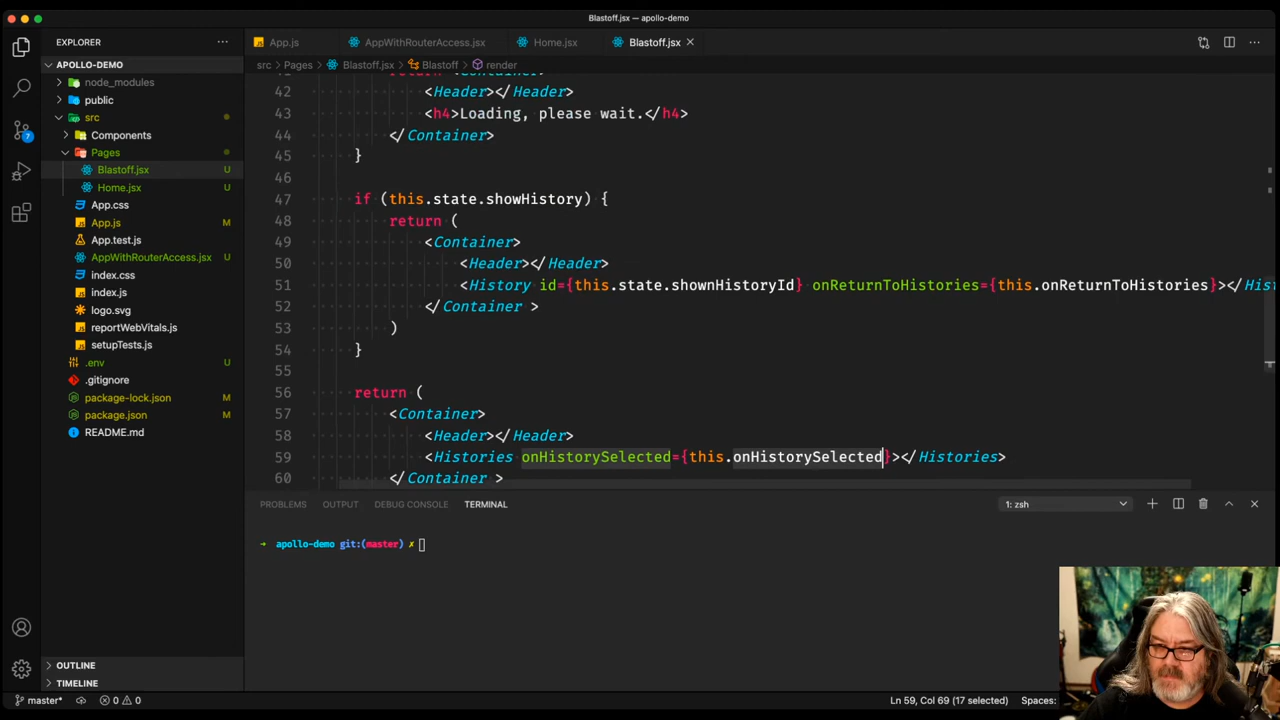 Blastoff.jsx — apollo-demo
EXPLORER
App.js
AppWithRouterAccess.jsx
Home.jsx
Blastoff.jsx
APOLLO-DEMO
src > Pages > Blastoff.jsx > Blastoff > render
node_modules
public
src
Components
Pages
Blastoff.jsx U
Home.jsx U
App.css
App.js M
App.test.js
AppWithRouterAccess.jsx U
index.css
index.js
logo.svg
reportWebVitals.js
setupTests.js
.env U
.gitignore
package-lock.json M
package.json M
README.md
7
41 return <Container>
42 <Header></Header>
43 <h4>Loading, please wait.</h4>
44 </Container>
45 }
46
47 if (this.state.showHistory) {
48 return (
49 <Container>
50 <Header></Header>
51 <History id={this.state.shownHistoryId} onReturnToHistories={this.onReturnToHistories}></Hist
52 </Container >
53 )
54 }
55
56 return (
57 <Container>
58 <Header></Header>
59 <Histories onHistorySelected={this.onHistorySelected}></Histories>
60 </Container >
PROBLEMS OUTPUT DEBUG CONSOLE TERMINAL 1: zsh
→ apollo-demo git:(master) ✗
OUTLINE
TIMELINE
master* 0 0 Ln 59, Col 69 (17 selected) Spaces: